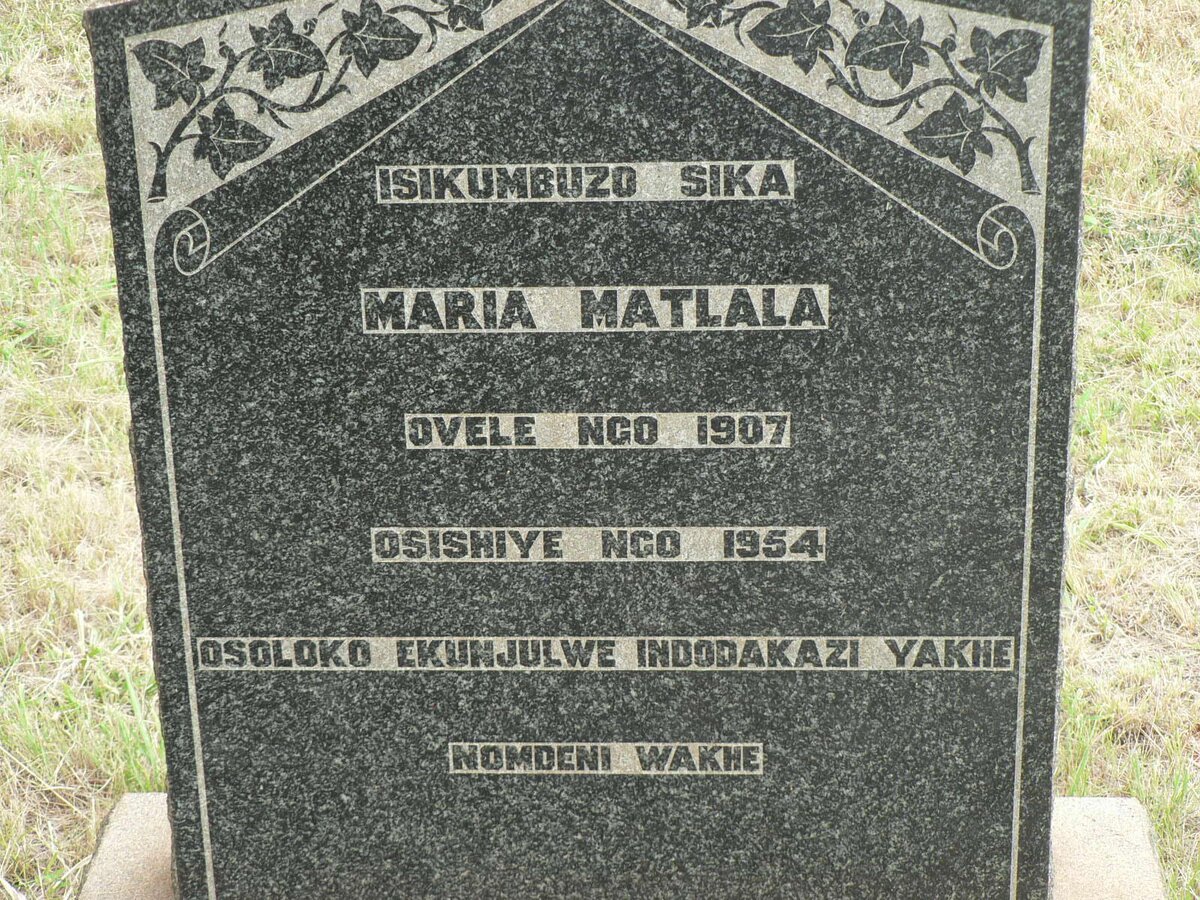 ISIKUMBUZO SIKA
MARIA MATLALA
OVELE NGO 1907
OSISHIYE NGO 1954
OSOLOKO EKUNJULWE INDODAKAZI YAKHE
NOMDENI WAKHE